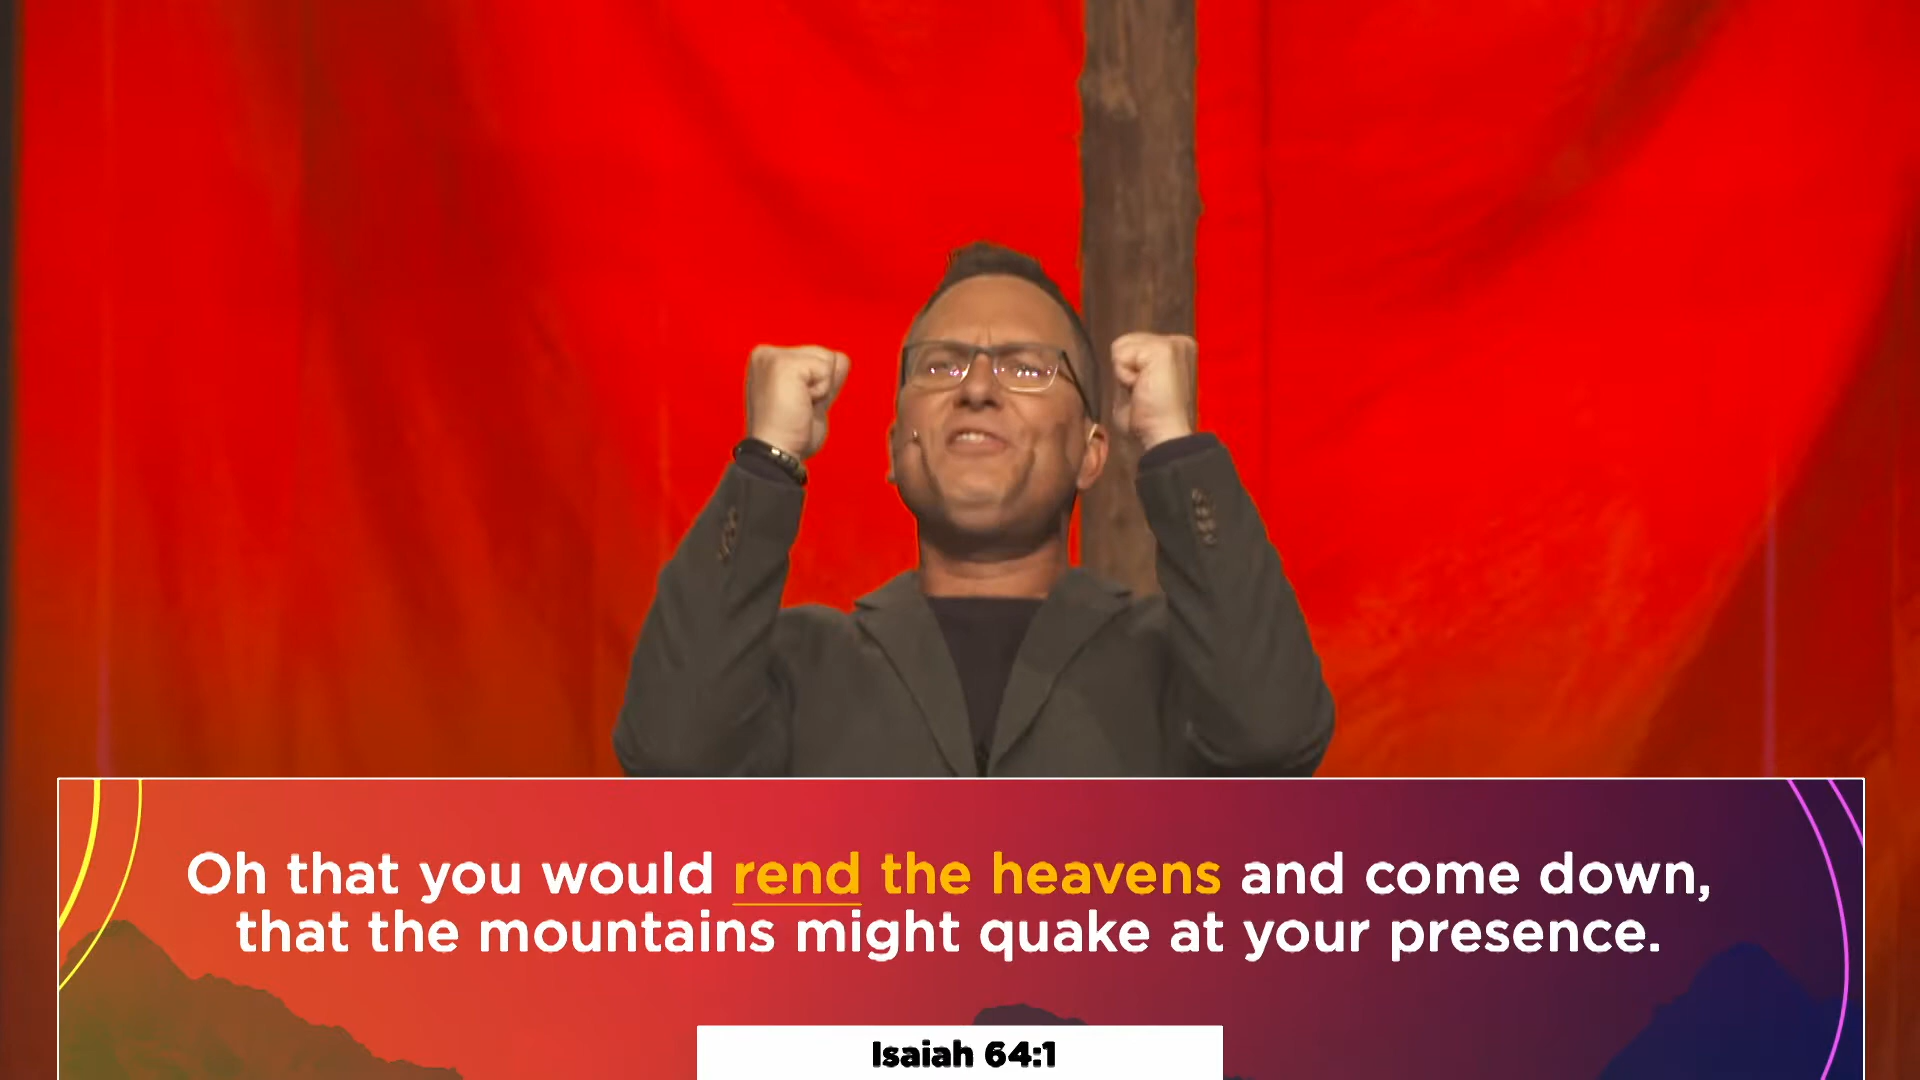 Oh that you would rend the heavens and come down,
that the mountains might quake at your presence.
Isaiah 64:1